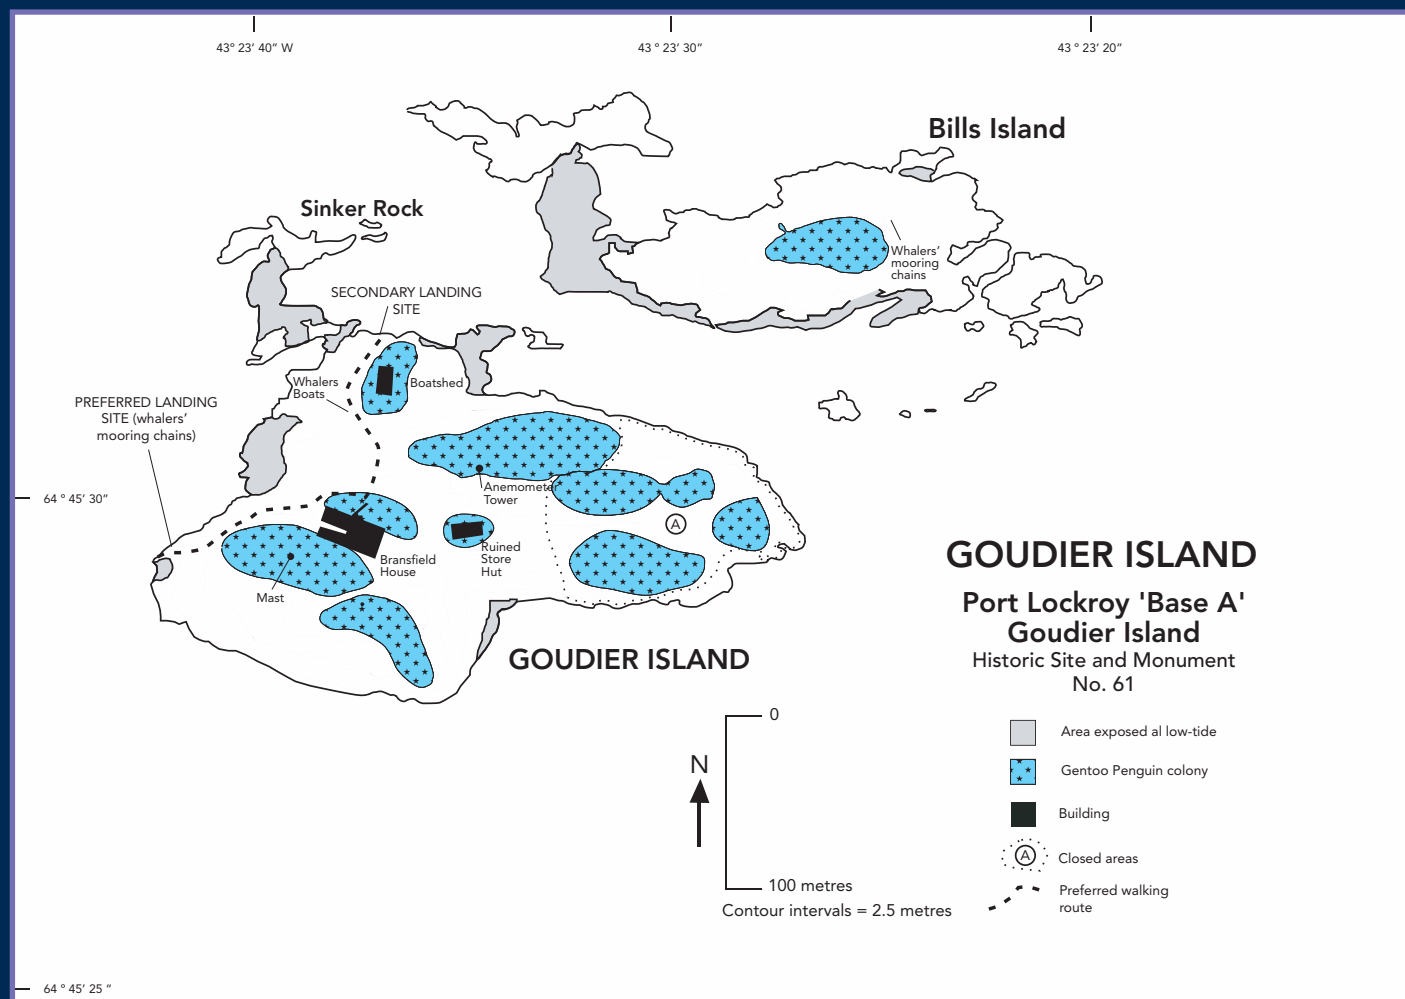 43° 23′ 40″ W
43 ° 23′ 30″
43 ° 23′ 20″
Bills Island
Sinker Rock
Whalers’
mooring
chains
SECONDARY LANDING
SITE
Whalers
Boats
Boatshed
PREFERRED LANDING
SITE (whalers’
mooring chains)
Anemometer
Tower
64 ° 45′ 30″
A
Ruined
Store
Hut
Bransfield
House
Mast
GOUDIER ISLAND
GOUDIER ISLAND
Port Lockroy 'Base A'
Goudier Island
Historic Site and Monument
No. 61
0
N
100 metres
Contour intervals = 2.5 metres
Area exposed al low-tide
Gentoo Penguin colony
Building
A
Closed areas
Preferred walking
route
64 ° 45′ 25 ″